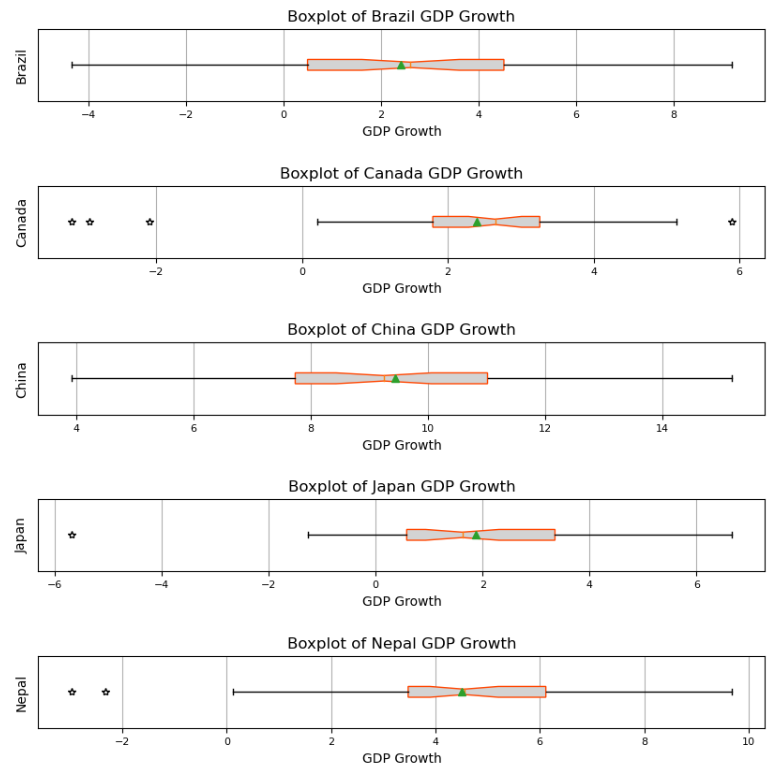 Boxplot of Brazil GDP Growth
Brazil
−4 −2 0 2 4 6 8
GDP Growth
Boxplot of Canada GDP Growth
Canada
−2 0 2 4 6
GDP Growth
Boxplot of China GDP Growth
China
4 6 8 10 12 14
GDP Growth
Boxplot of Japan GDP Growth
Japan
−6 −4 −2 0 2 4 6
GDP Growth
Boxplot of Nepal GDP Growth
Nepal
−2 0 2 4 6 8 10
GDP Growth